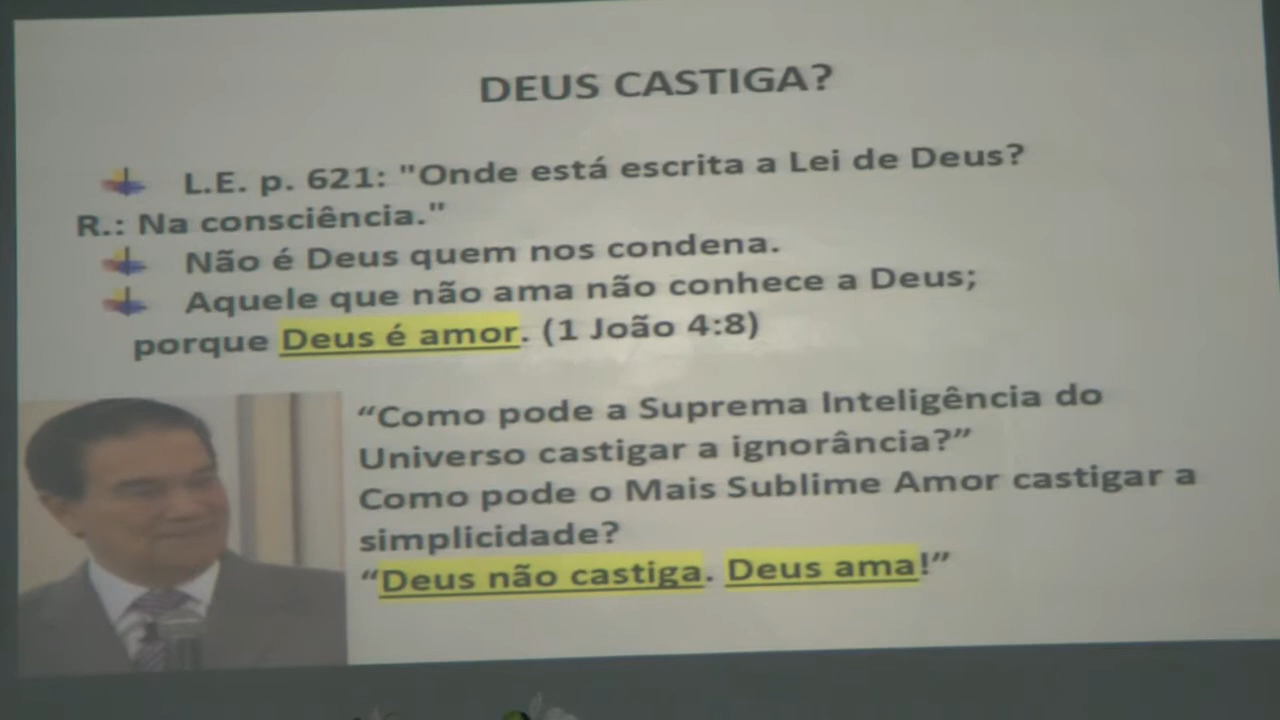 DEUS CASTIGA?
L.E. p. 621: "Onde está escrita a Lei de Deus?
R.: Na consciência."
Não é Deus quem nos condena.
Aquele que não ama não conhece a Deus;
porque Deus é amor. (1 João 4:8)
“Como pode a Suprema Inteligência do
Universo castigar a ignorância?”
Como pode o Mais Sublime Amor castigar a
simplicidade?
“Deus não castiga. Deus ama!”